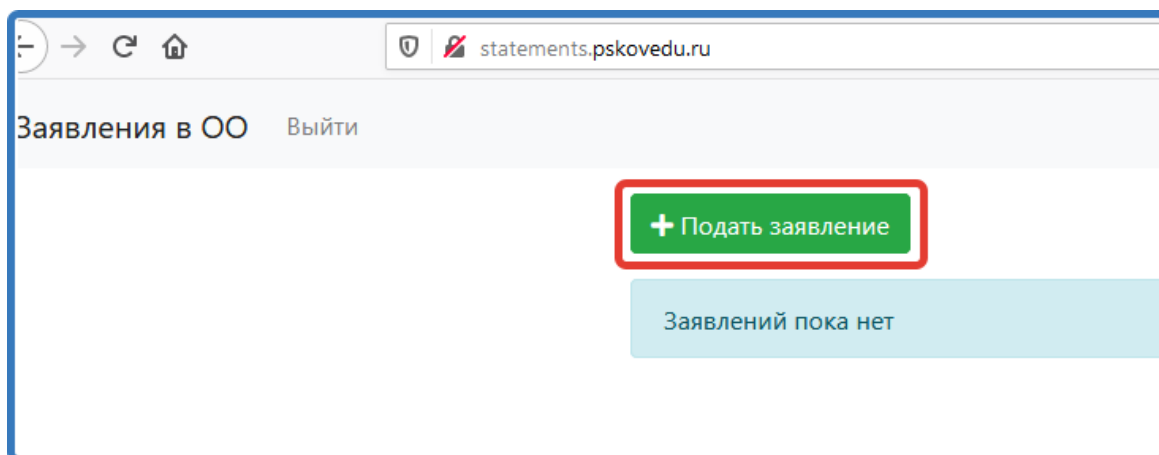 statements.pskovedu.ru
Заявления в ОО Выйти
Подать заявление
Заявлений пока нет